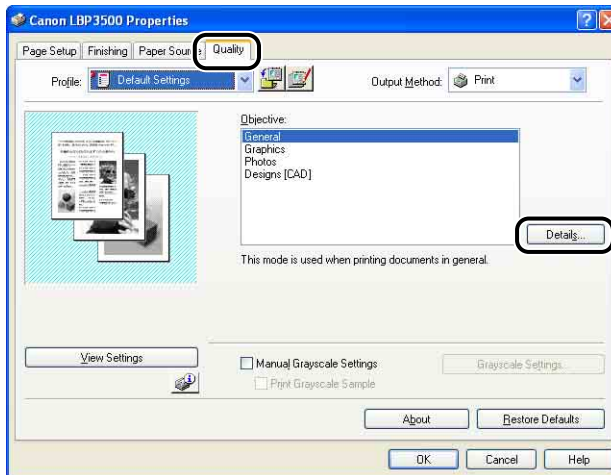 Canon LBP3500 Properties
Page Setup Finishing Paper Source Quality
Profile: Default Settings Output Method: Print
Objective:
General
Graphics
Photos
Designs [CAD]
Details...
This mode is used when printing documents in general.
View Settings
Manual Grayscale Settings Grayscale Settings...
Print Grayscale Sample
About Restore Defaults
OK Cancel Help